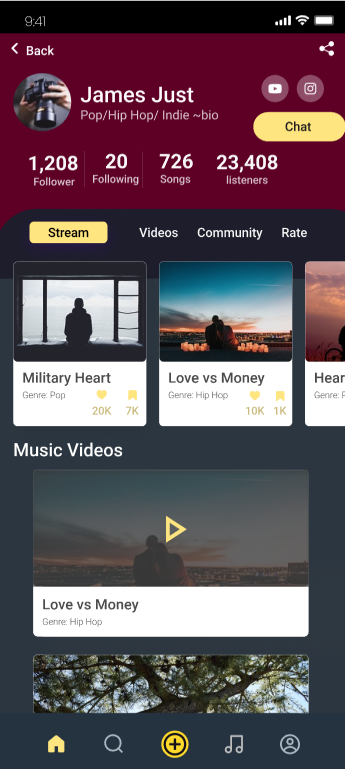 9:41
Back
James Just
Pop/Hip Hop/ Indie ~bio
Chat
1,208 20 726 23,408
Follower Following Songs listeners
Stream Videos Community Rate
Military Heart Love vs Money Hear
Genre: Pop Genre: Hip Hop Genre: F
20K 7K 10K 1K
Music Videos
Love vs Money
Genre: Hip Hop